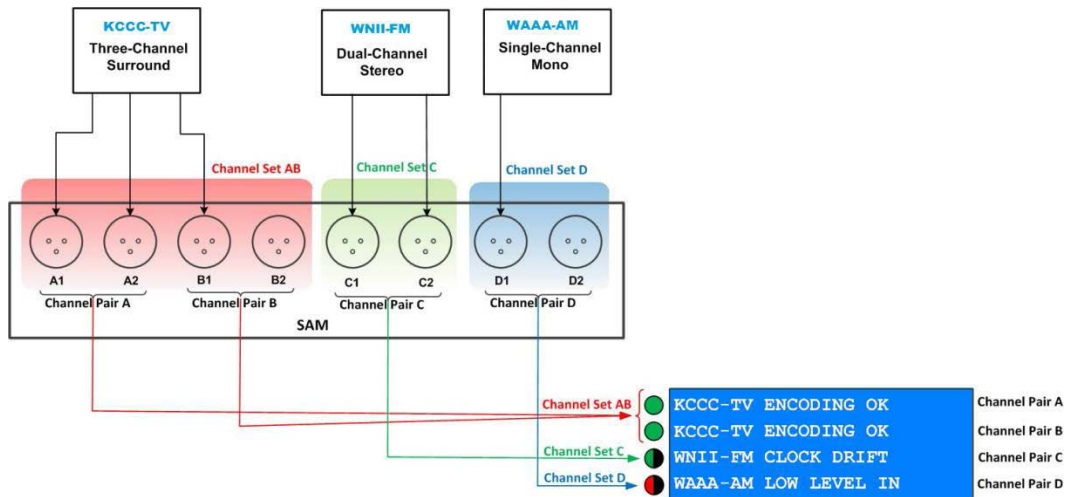 KCCC-TV
Three-Channel
Surround
WNII-FM
Dual-Channel
Stereo
WAAA-AM
Single-Channel
Mono
Channel Set AB
Channel Set C
Channel Set D
A1
A2
B1
B2
C1
C2
D1
D2
Channel Pair A
Channel Pair B
Channel Pair C
Channel Pair D
SAM
Channel Set AB
KCCC-TV ENCODING OK
Channel Pair A
KCCC-TV ENCODING OK
Channel Pair B
Channel Set C
WNII-FM CLOCK DRIFT
Channel Pair C
Channel Set D
WAAA-AM LOW LEVEL IN
Channel Pair D